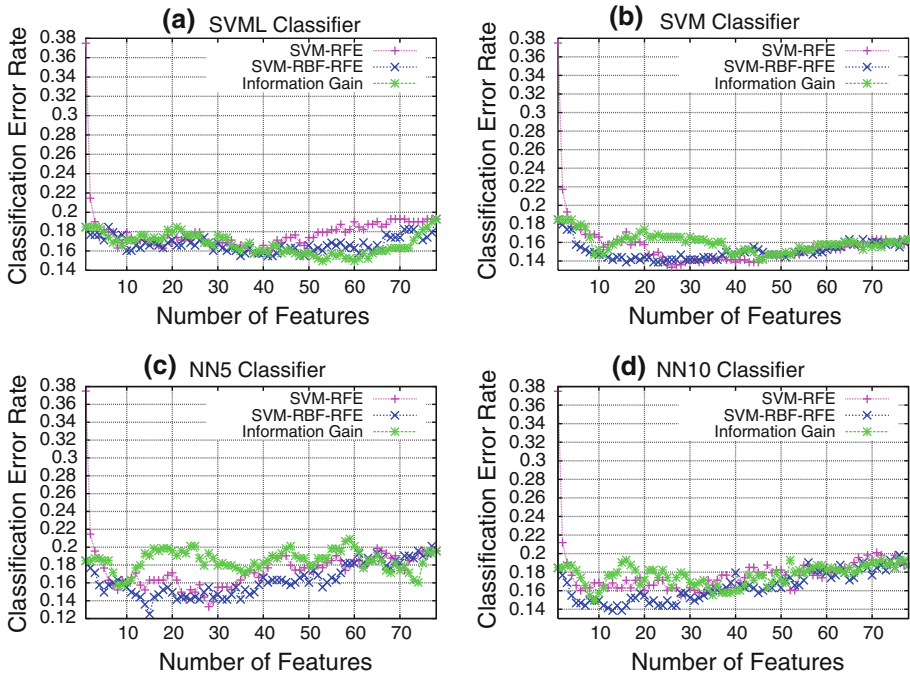 (a) SVML Classifier
Classification Error Rate
0.38
0.36
0.34
0.32
0.3
0.28
0.26
0.24
0.22
0.2
0.18
0.16
0.14
SVM-RFE
SVM-RBF-RFE
Information Gain
10 20 30 40 50 60 70
Number of Features
(b) SVM Classifier
Classification Error Rate
0.38
0.36
0.34
0.32
0.3
0.28
0.26
0.24
0.22
0.2
0.18
0.16
0.14
SVM-RFE
SVM-RBF-RFE
Information Gain
10 20 30 40 50 60 70
Number of Features
(c) NN5 Classifier
Classification Error Rate
0.38
0.36
0.34
0.32
0.3
0.28
0.26
0.24
0.22
0.2
0.18
0.16
0.14
0.12
SVM-RFE
SVM-RBF-RFE
Information Gain
10 20 30 40 50 60 70
Number of Features
(d) NN10 Classifier
Classification Error Rate
0.38
0.36
0.34
0.32
0.3
0.28
0.26
0.24
0.22
0.2
0.18
0.16
0.14
SVM-RFE
SVM-RBF-RFE
Information Gain
10 20 30 40 50 60 70
Number of Features